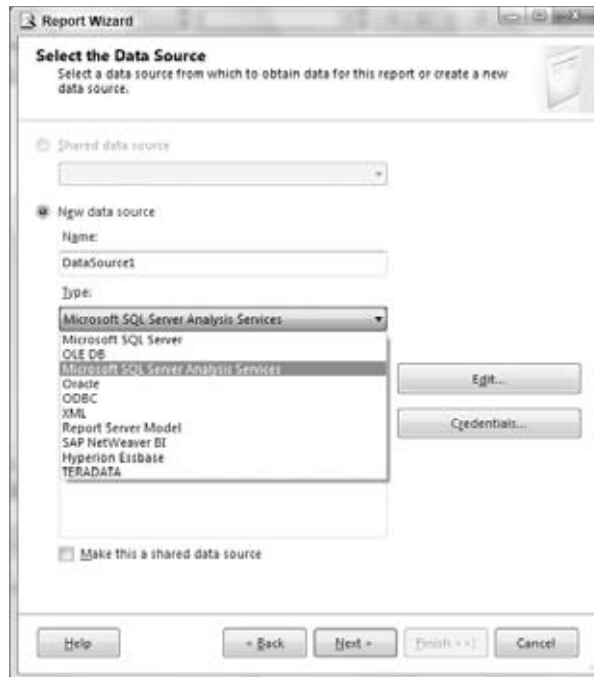 Report Wizard
Select the Data Source
Select a data source from which to obtain data for this report or create a new
data source.
Shared data source
New data source
Name:
DataSource1
Type:
Microsoft SQL Server Analysis Services
Microsoft SQL Server
OLE DB
Microsoft SQL Server Analysis Services
Oracle
ODBC
XML
Report Server Model
SAP NetWeaver BI
Hyperion Essbase
TERADATA
Edit...
Credentials...
Make this a shared data source
Help
< Back
Next >
Finish >>|
Cancel